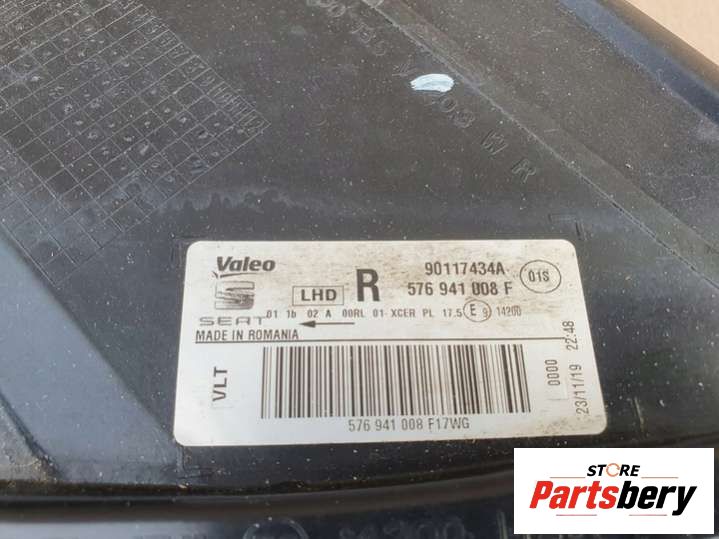 Valeo
SEAT
MADE IN ROMANIA
LHD R
90117434A
576 941 008 F
01S
01 1b 02 A 00RL 01-XCER PL 17.5 E 9 14200
VLT
576 941 008 F17WG
0000
23/11/19 22:48
STORE
Partsbery